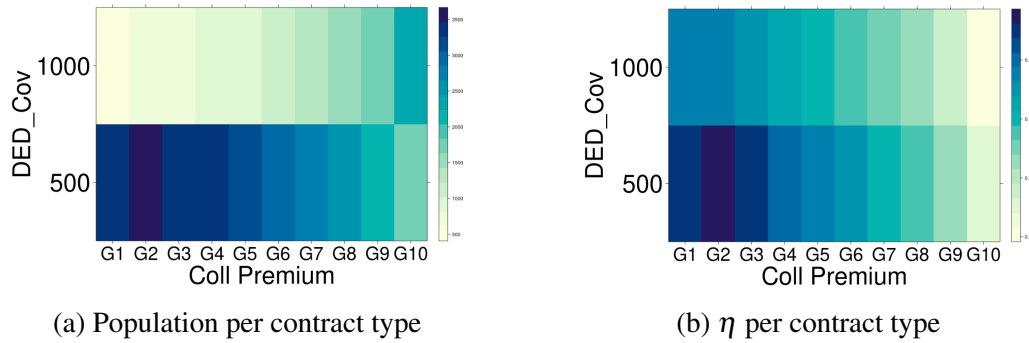 1000
500
DED_Cov
G1 G2 G3 G4 G5 G6 G7 G8 G9 G10
Coll Premium
3500
3000
2500
2000
1500
1000
500
(a) Population per contract type
1000
500
DED_Cov
G1 G2 G3 G4 G5 G6 G7 G8 G9 G10
Coll Premium
(b) η per contract type